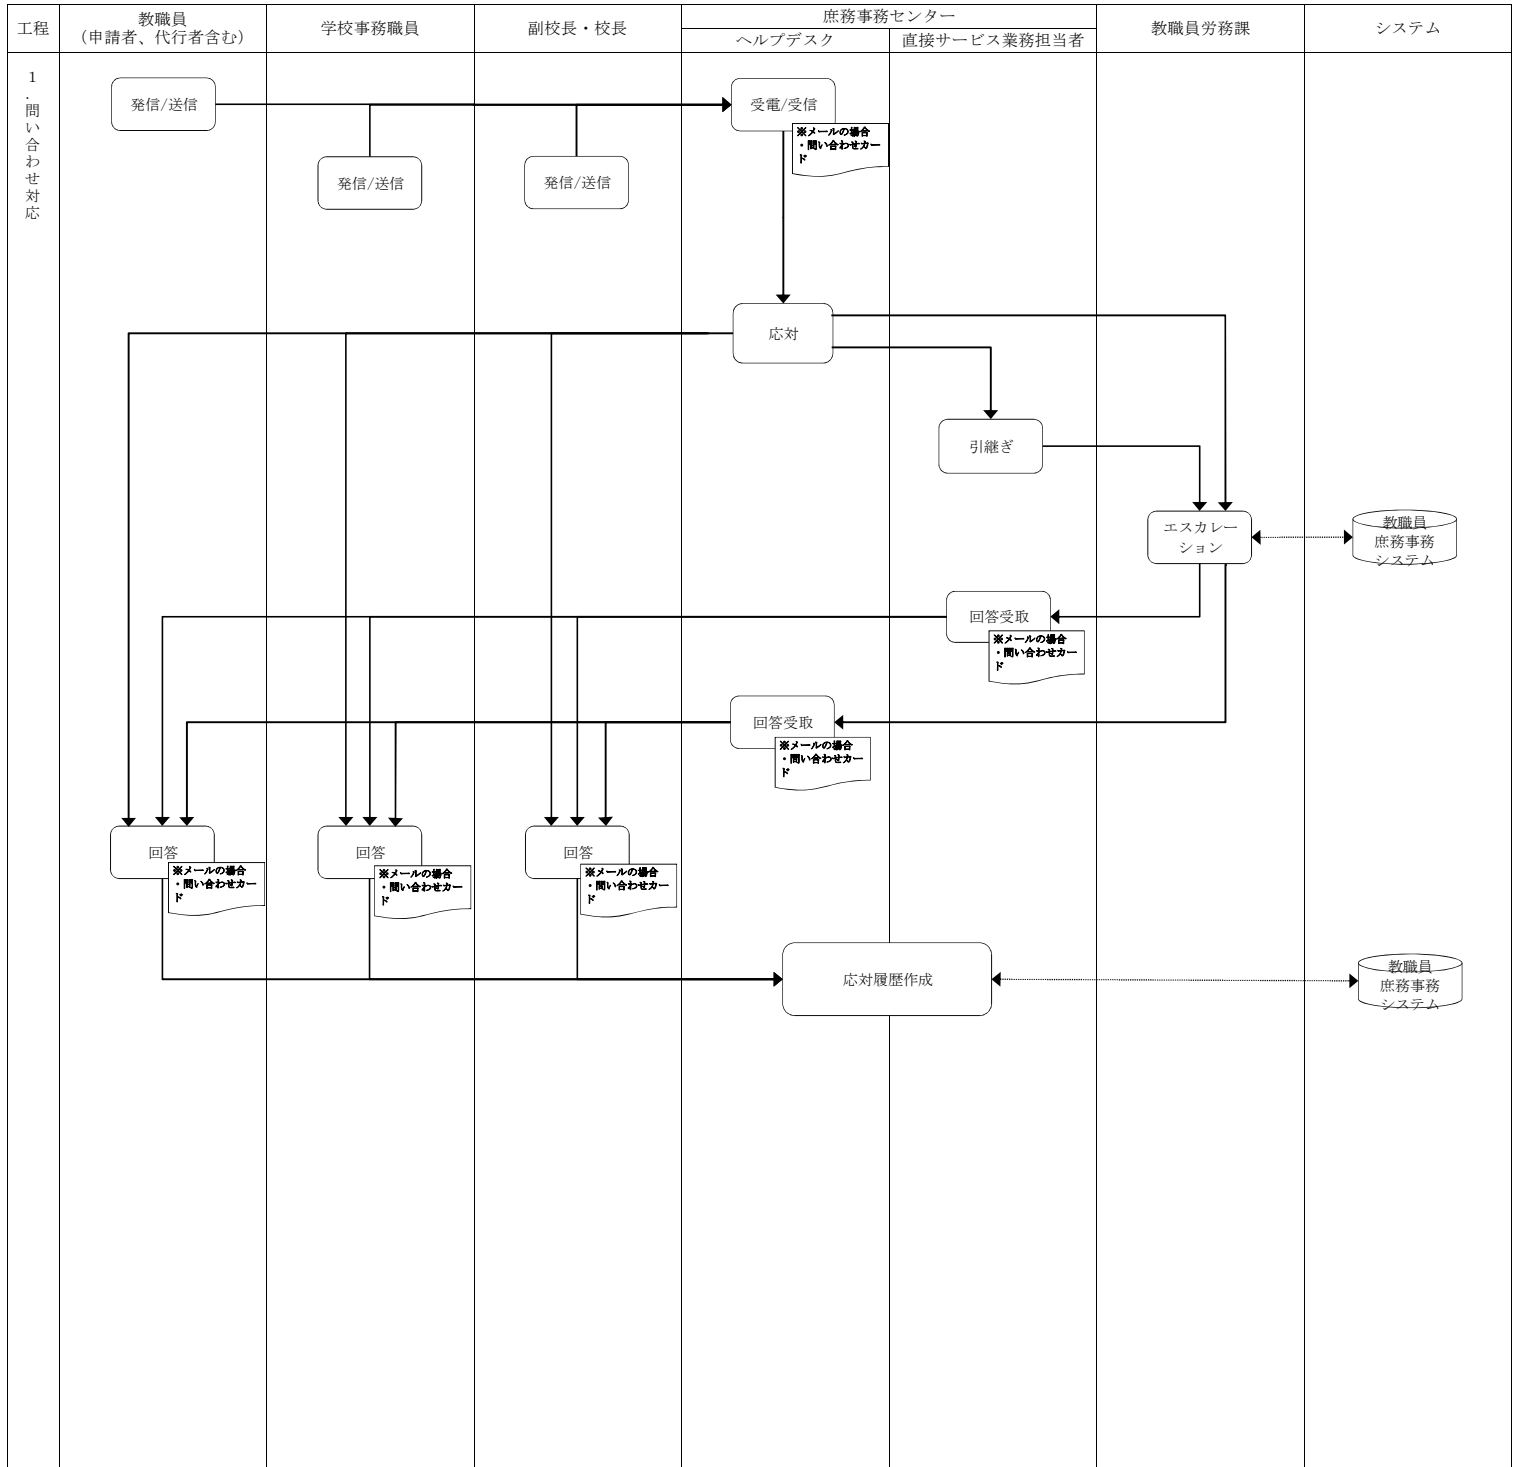 工程
教職員
（申請者、代行者含む）
学校事務職員
副校長・校長
庶務事務センター
ヘルプデスク
直接サービス業務担当者
教職員労務課
システム
1.問い合わせ対応
発信/送信
受電/受信
※メールの場合
・問い合わせカー
ド
発信/送信
発信/送信
応対
引継ぎ
エスカレー
ション
教職員
庶務事務
システム
回答受取
※メールの場合
・問い合わせカー
ド
回答受取
※メールの場合
・問い合わせカー
ド
回答
※メールの場合
・問い合わせカー
ド
回答
※メールの場合
・問い合わせカー
ド
回答
※メールの場合
・問い合わせカー
ド
応対履歴作成
教職員
庶務事務
システム